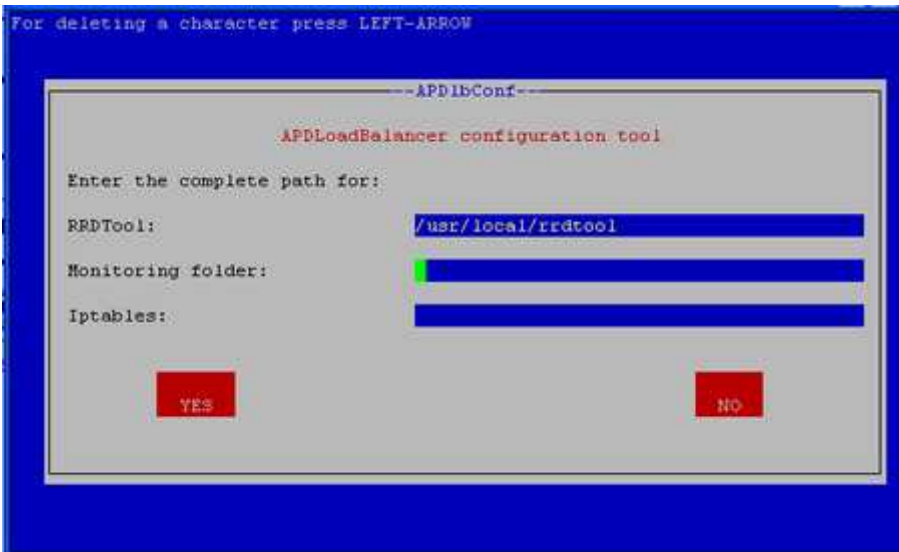 For deleting a character press LEFT-ARROW
---APDlbConf---
APDLoadBalancer configuration tool
Enter the complete path for:
RRDTool: /usr/local/rrdtool
Monitoring folder:
Iptables:
YES NO